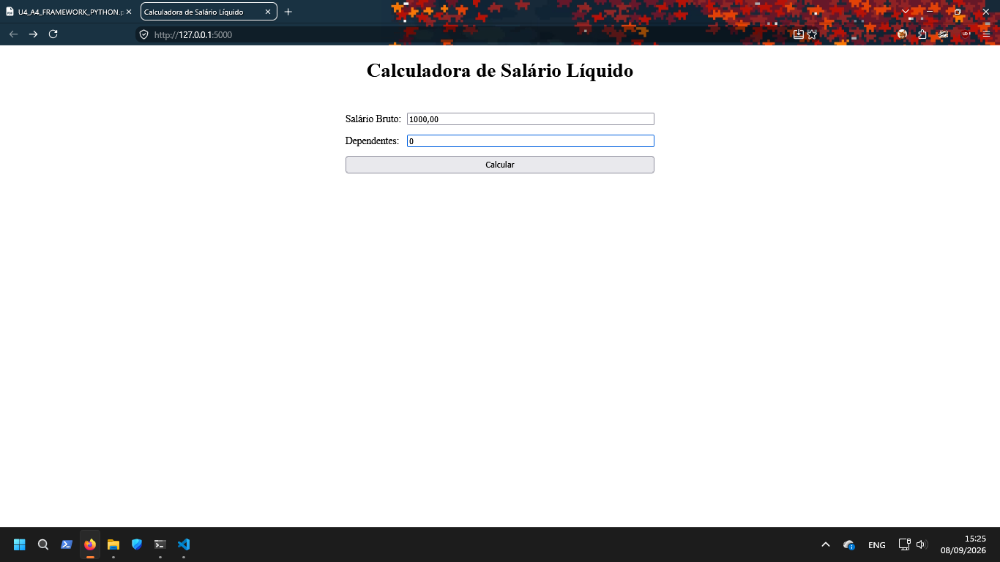 U4_A4_FRAMEWORK_PYTHON.p
Calculadora de Salário Líquido
http://127.0.0.1:5000
Calculadora de Salário Líquido
Salário Bruto: 1000,00
Dependentes: 0
Calcular
ENG
15:25
08/09/2026